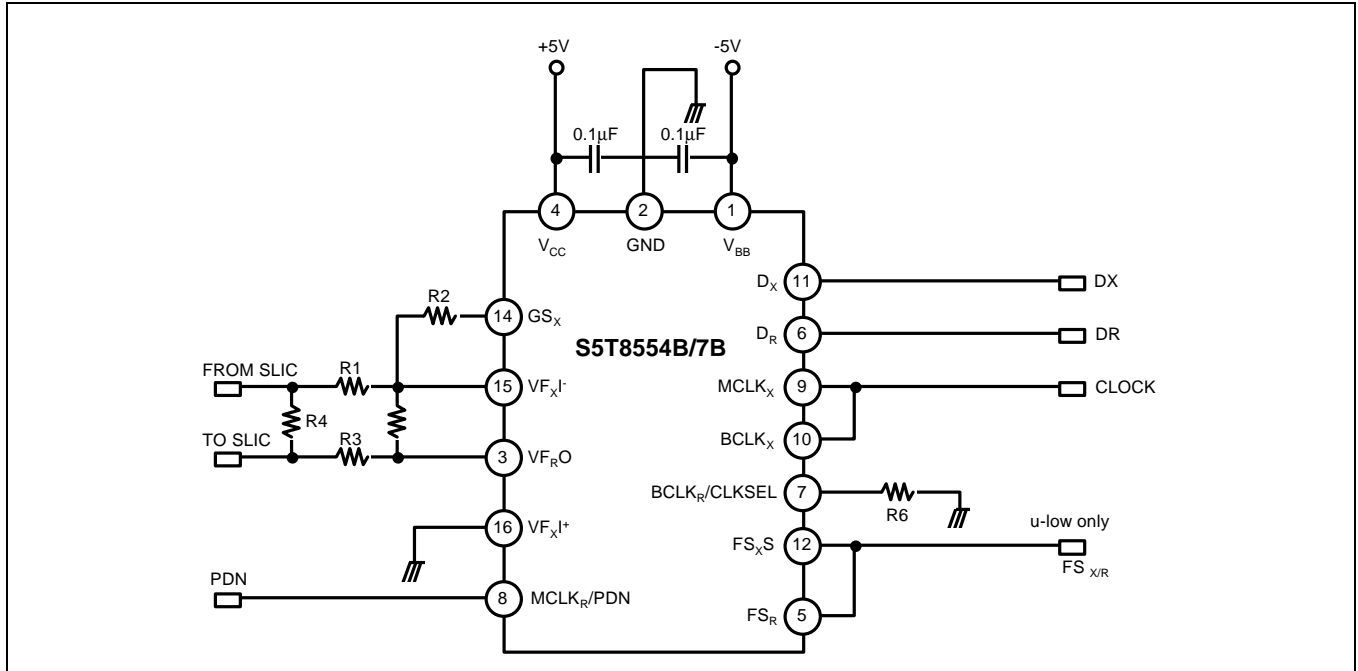 +5V
-5V
0.1µF
0.1µF
4
2
1
VCC
GND
VBB
DX
11
DX
R2
14
GSX
DR
6
DR
S5T8554B/7B
FROM SLIC
R1
15
VFXI-
MCLKX
9
CLOCK
R4
TO SLIC
R3
3
VFRO
BCLKX
10
BCLKR/CLKSEL
7
R6
16
VFXI+
u-low only
FSXS
12
FS X/R
PDN
8
MCLKR/PDN
FSR
5